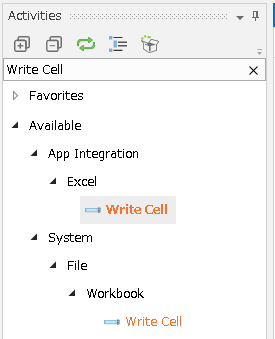 Activities
Write Cell
Favorites
Available
App Integration
Excel
Write Cell
System
File
Workbook
Write Cell